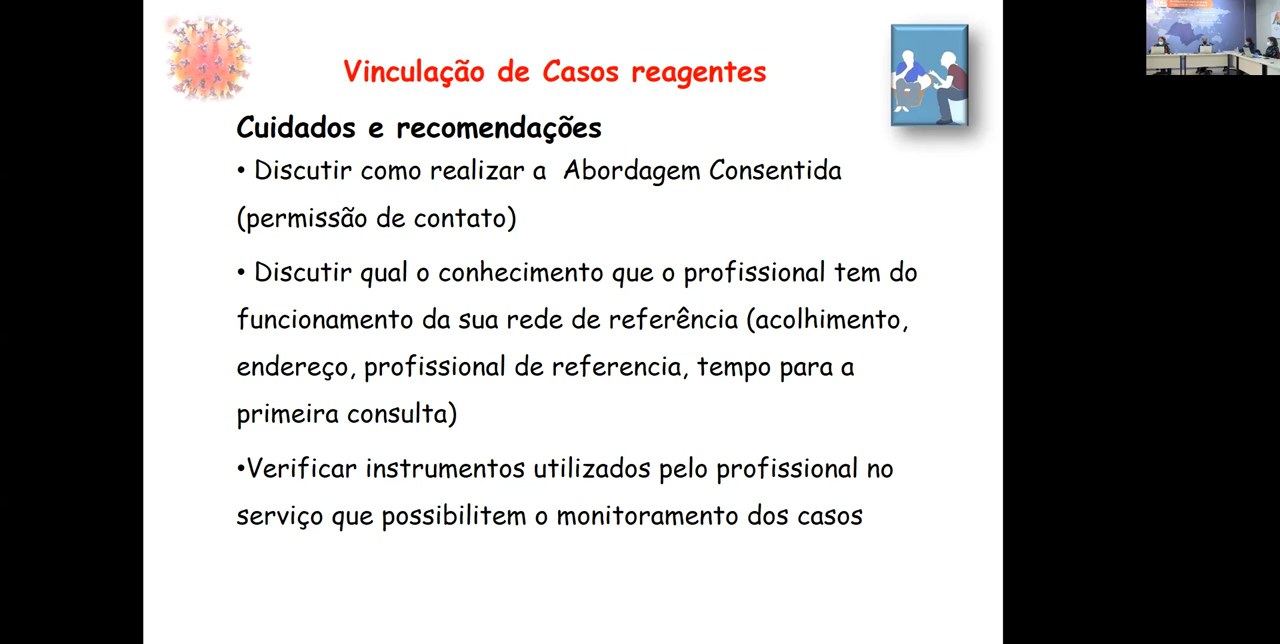 Vinculação de Casos reagentes
Cuidados e recomendações
• Discutir como realizar a Abordagem Consentida
(permissão de contato)
• Discutir qual o conhecimento que o profissional tem do
funcionamento da sua rede de referência (acolhimento,
endereço, profissional de referencia, tempo para a
primeira consulta)
•Verificar instrumentos utilizados pelo profissional no
serviço que possibilitem o monitoramento dos casos